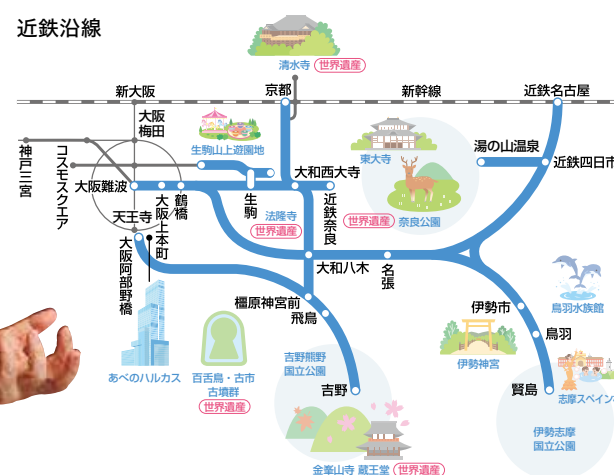 近鉄沿線
清水寺 世界遺産
新大阪
京都
新幹線
近鉄名古屋
大阪
梅田
生駒山上遊園地
東大寺
湯の山温泉
近鉄四日市
神戸三宮
コスモスクエア
大阪難波
大阪上本町
鶴橋
生駒
大和西大寺
近鉄奈良
世界遺産 奈良公園
法隆寺
世界遺産
天王寺
大阪阿部野橋
大和八木
名張
橿原神宮前
飛鳥
伊勢市
鳥羽
鳥羽水族館
伊勢神宮
あべのハルカス
百舌鳥・古市
古墳群
世界遺産
吉野熊野
国立公園
吉野
賢島
志摩スペイン
伊勢志摩
国立公園
金峯山寺 蔵王堂 世界遺産